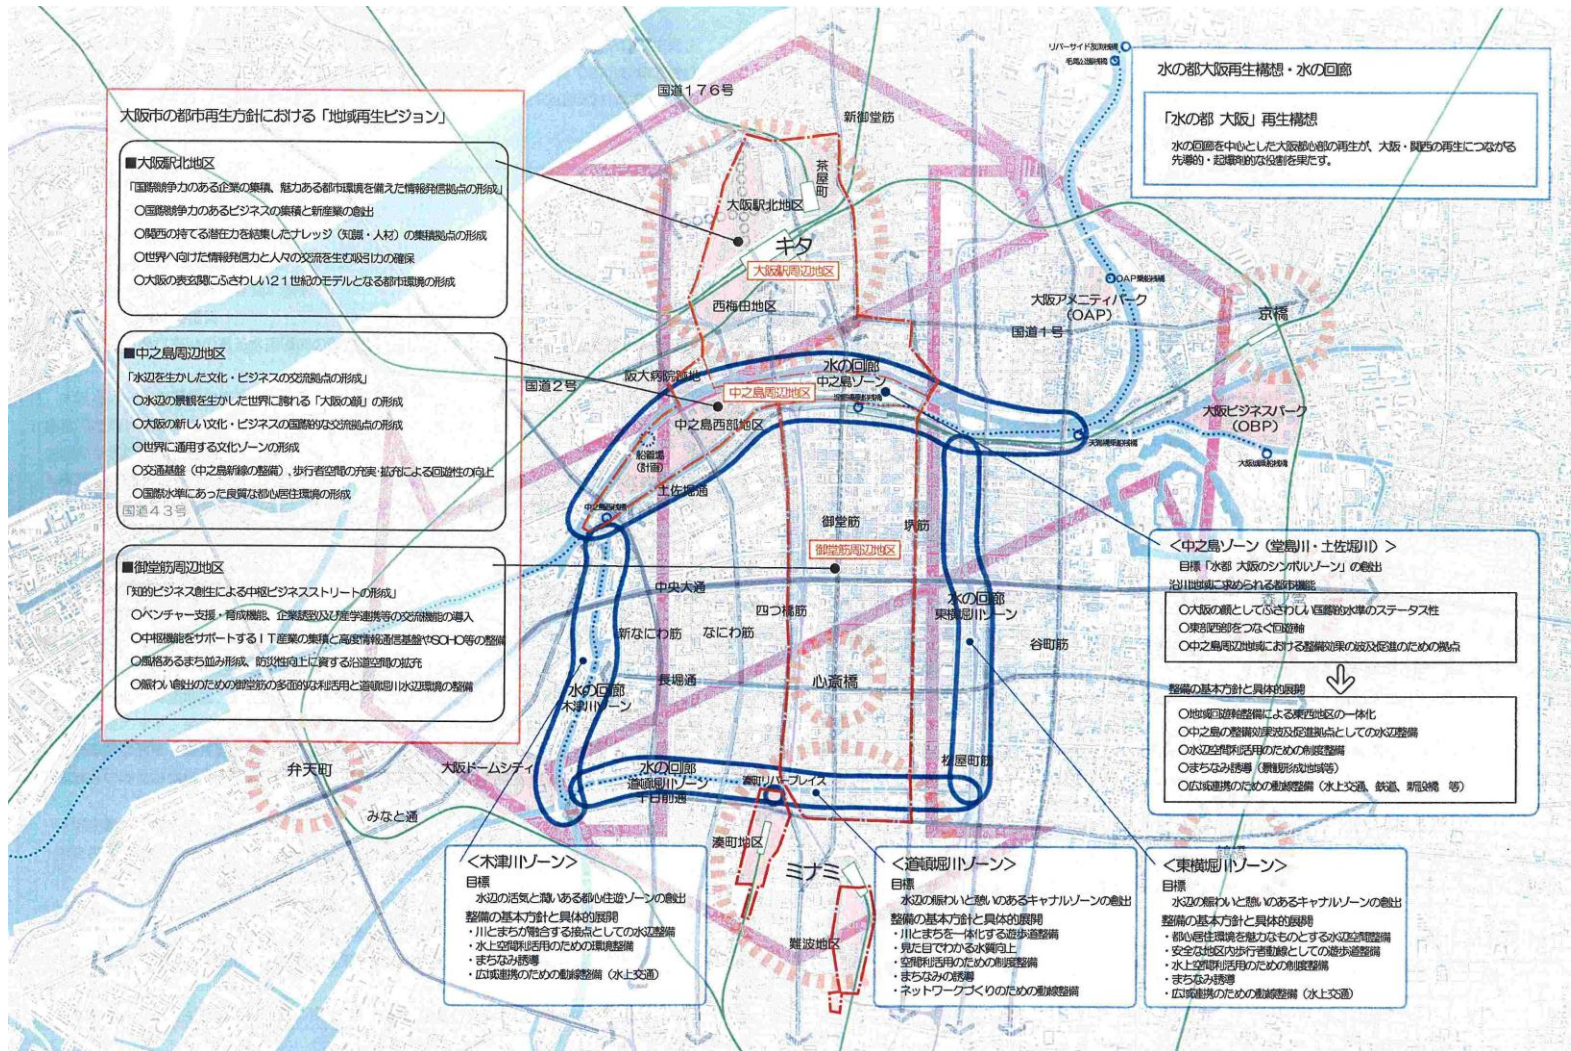 大阪市の都市再生方針における「地域再生ビジョン」
■大阪駅北地区
「国際競争力のある企業の集積、魅力ある都市環境を備えた情報発信拠点の形成」
○国際競争力のあるビジネスの集積と新産業の創出
○関西の持てる潜在力を結集したナレッジ（知識・人材）の集積拠点の形成
○世界へ向けた情報発信力と人々の交流を生む吸引力の確保
○大阪の表玄関にふさわしい２１世紀のモデルとなる都市環境の形成
■中之島周辺地区
「水辺を生かした文化・ビジネスの交流拠点の形成」
○水辺の景観を生かした世界に誇れる「大阪の顔」の形成
○大阪の新しい文化・ビジネスの国際的な交流拠点の形成
○世界に通用する文化ゾーンの形成
○交通基盤（中之島新線の整備）、歩行者空間の充実・拡充による回遊性の向上
○国際水準にあった良質な都心居住環境の形成
国道４３号
■御堂筋周辺地区
「知的ビジネス創生による中枢ビジネスストリートの形成」
○ベンチャー支援・育成機能、企業誘致及び産学連携等の交流機能の導入
○中枢機能をサポートするＩＴ産業の集積と高度情報通信基盤やSOHO等の整備
○風格あるまち並み形成、防災性向上に資する沿道空間の拡充
○賑わい創出のための御堂筋の多面的な利活用と道頓堀川水辺環境の整備
水の都大阪再生構想・水の回廊
「水の都 大阪」再生構想
水の回廊を中心とした大阪都心部の再生が、大阪・関西の再生につながる
先導的・起爆剤的な役割を果たす。
国道１７６号
新御堂筋
茶屋町
大阪駅北地区
キタ
大阪駅周辺地区
西梅田地区
大阪アメニティパーク
（OAP）
京橋
国道１号
国道２号
阪大病院跡地
水の回廊
中之島ゾーン
中之島周辺地区
中之島西部地区
船着場
（計画）
土佐堀通
大阪ビジネスパーク
（OBP）
御堂筋
堺筋
御堂筋周辺地区
中央大通
四つ橋筋
水の回廊
東横堀川ゾーン
新なにわ筋
なにわ筋
谷町筋
長堀通
心斎橋
水の回廊
木津川ゾーン
松屋町筋
弁天町
大阪ドームシティ
水の回廊
道頓堀川ゾーン
千日前通
湊町リバープレイス
みなと通
湊町地区
ミナミ
難波地区
＜中之島ゾーン（堂島川・土佐堀川）＞
目標「水都 大阪のシンボルゾーン」の創出
沿川地域に求められる都市機能
○大阪の顔としてふさわしい国際的水準のステータス性
○東部西部をつなぐ回遊軸
○中之島周辺地域における整備効果の波及促進のための拠点
整備の基本方針と具体的展開
○地域回遊軸整備による東西地区の一体化
○中之島の整備効果波及促進拠点としての水辺整備
○水辺空間利活用のための制度整備
○まちなみ誘導（景観形成地域等）
○広域連携のための動線整備（水上交通、鉄道、新設橋 等）
＜木津川ゾーン＞
目標
水辺の活気と潤いある都心住遊ゾーンの創出
整備の基本方針と具体的展開
・川とまちが融合する接点としての水辺整備
・水上空間利活用のための環境整備
・まちなみ誘導
・広域連携のための動線整備（水上交通）
＜道頓堀川ゾーン＞
目標
水辺の賑わいと憩いのあるキャナルゾーンの創出
整備の基本方針と具体的展開
・川とまちを一体化する遊歩道整備
・見た目でわかる水質向上
・空間利活用のための制度整備
・まちなみの誘導
・ネットワークづくりのための動線整備
＜東横堀川ゾーン＞
目標
水辺の賑わいと憩いのあるキャナルゾーンの創出
整備の基本方針と具体的展開
・都心居住環境を魅力なものとする水辺空間整備
・安全な地区内歩行者動線としての遊歩道整備
・水上空間利活用のための制度整備
・まちなみ誘導
・広域連携のための動線整備（水上交通）